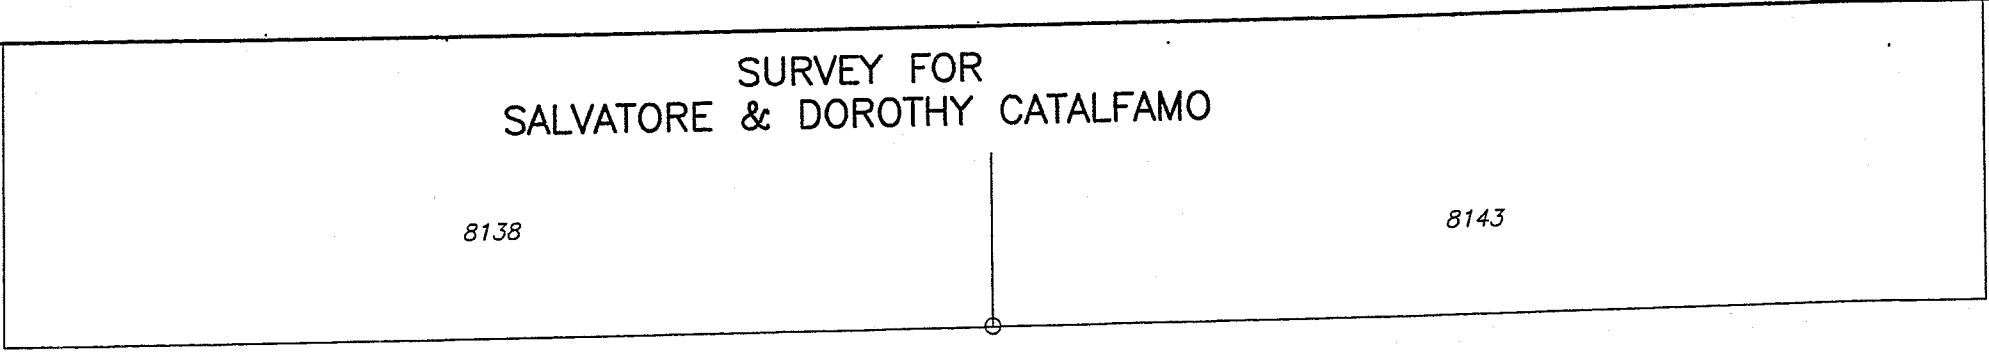 SURVEY FOR
SALVATORE & DOROTHY CATALFAMO
8138
8143